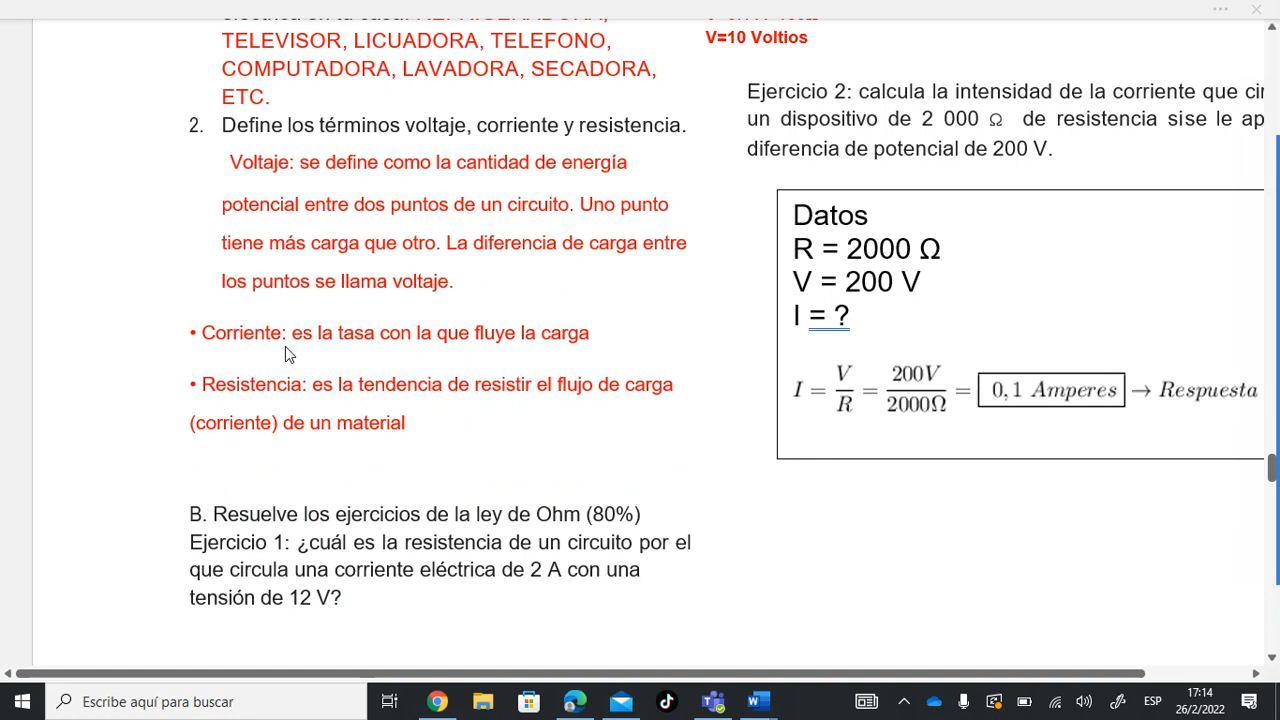 TELEVISOR, LICUADORA, TELEFONO,
COMPUTADORA, LAVADORA, SECADORA,
ETC.
2. Define los términos voltaje, corriente y resistencia.
Voltaje: se define como la cantidad de energía
potencial entre dos puntos de un circuito. Uno punto
tiene más carga que otro. La diferencia de carga entre
los puntos se llama voltaje.
• Corriente: es la tasa con la que fluye la carga
• Resistencia: es la tendencia de resistir el flujo de carga
(corriente) de un material
B. Resuelve los ejercicios de la ley de Ohm (80%)
Ejercicio 1: ¿cuál es la resistencia de un circuito por el
que circula una corriente eléctrica de 2 A con una
tensión de 12 V?
V=10 Voltios
Ejercicio 2: calcula la intensidad de la corriente que cir
un dispositivo de 2 000 Ω de resistencia sise le ap
diferencia de potencial de 200 V.
Datos
R = 2000 Ω
V = 200 V
I = ?
I = V/R = 200V/2000Ω = 0,1 Amperes → Respuesta
Escribe aquí para buscar
ESP
17:14
26/2/2022